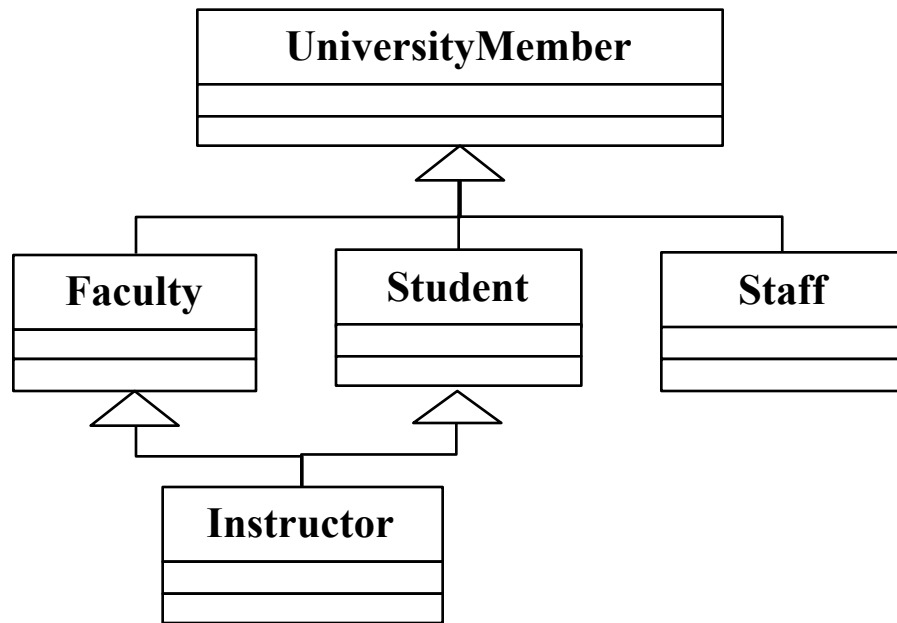 UniversityMember
Faculty
Student
Staff
Instructor